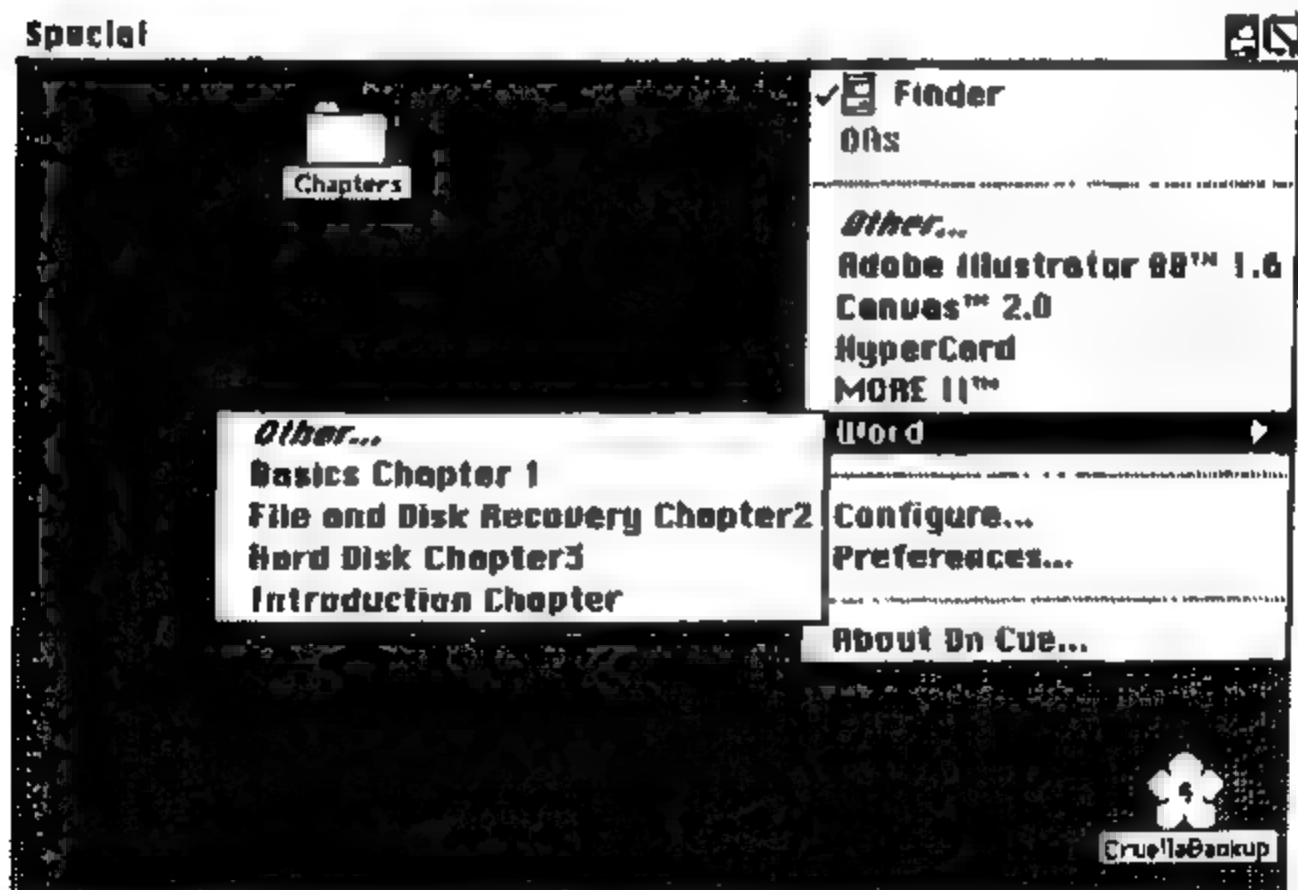 Special
Finder
DAs
Chapters
Other...
Adobe Illustrator 88™ 1.6
Canvas™ 2.0
HyperCard
MORE II™
Word
Other...
Basics Chapter 1
File and Disk Recovery Chapter2
Hard Disk Chapter3
Introduction Chapter
Configure...
Preferences...
About On Cue...
CruellaBackup